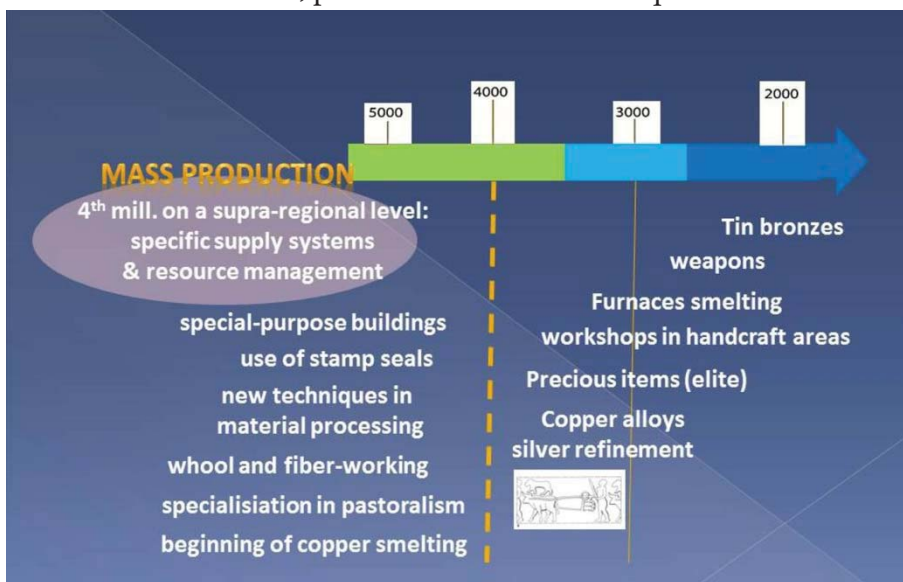 5000
4000
3000
2000
MASS PRODUCTION
4th mill. on a supra-regional level:
specific supply systems
& resource management
special-purpose buildings
use of stamp seals
new techniques in
material processing
whool and fiber-working
specialisiation in pastoralism
beginning of copper smelting
Tin bronzes
weapons
Furnaces smelting
workshops in handcraft areas
Precious items (elite)
Copper alloys
silver refinement